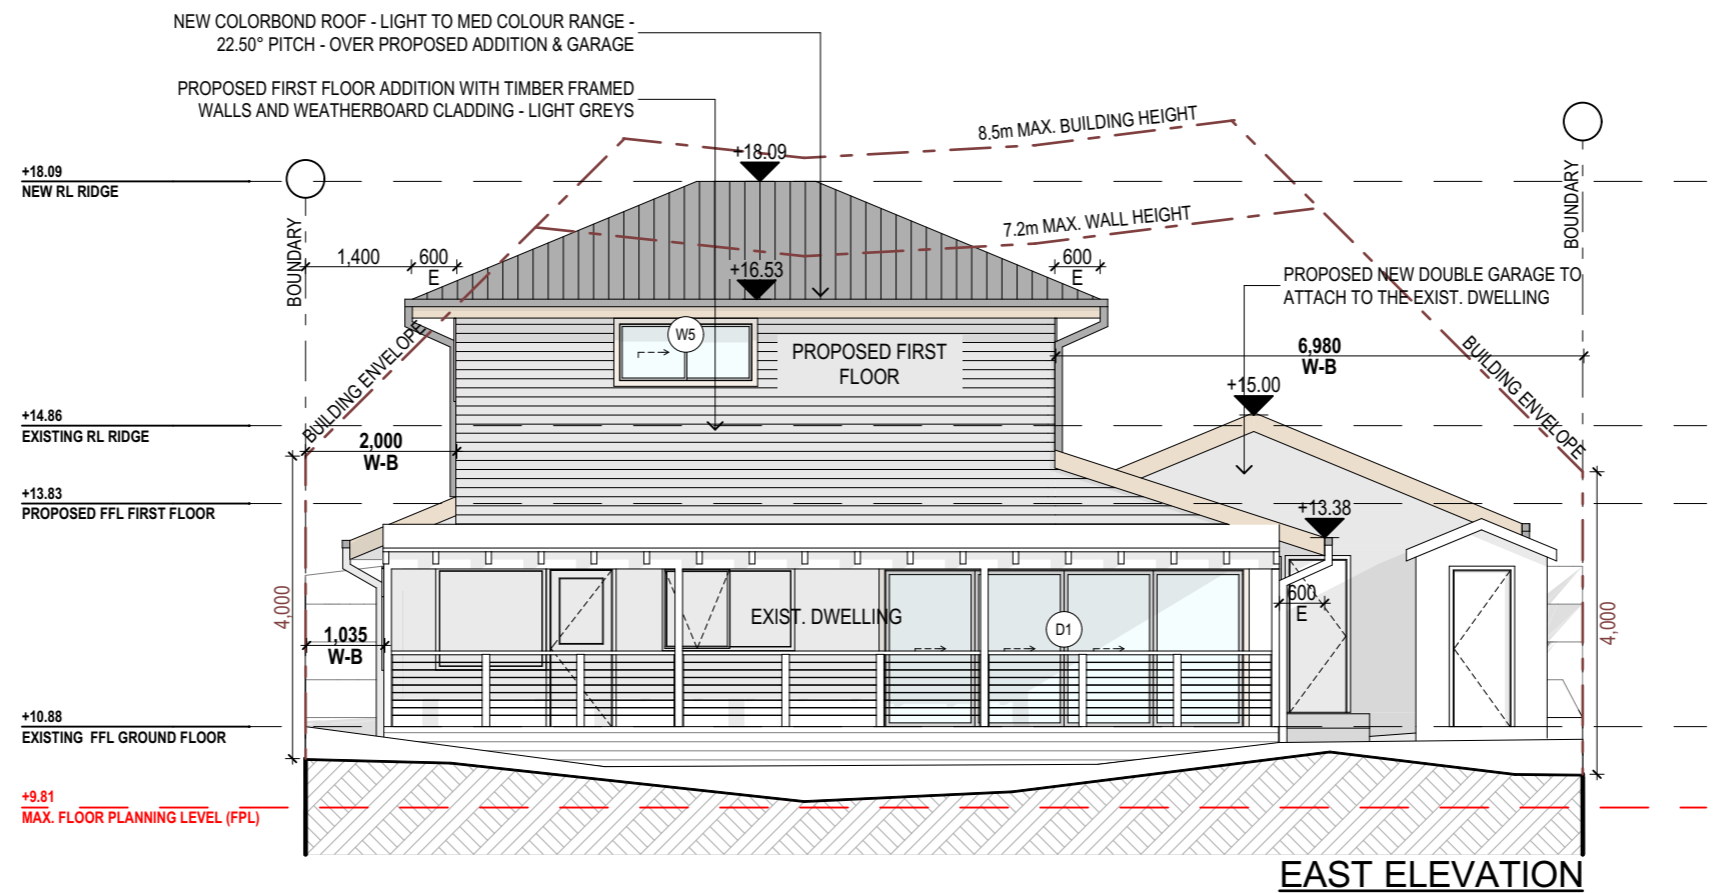 NEW COLORBOND ROOF - LIGHT TO MED COLOUR RANGE -
22.50° PITCH - OVER PROPOSED ADDITION & GARAGE
PROPOSED FIRST FLOOR ADDITION WITH TIMBER FRAMED
WALLS AND WEATHERBOARD CLADDING - LIGHT GREYS
8.5m MAX. BUILDING HEIGHT
+18.09
+18.09
NEW RL RIDGE
BOUNDARY
BOUNDARY
7.2m MAX. WALL HEIGHT
1,400
600
E
+16.53
600
E
PROPOSED NEW DOUBLE GARAGE TO
ATTACH TO THE EXIST. DWELLING
W5
PROPOSED FIRST
FLOOR
6,980
W-B
BUILDING ENVELOPE
BUILDING ENVELOPE
+15.00
+14.86
EXISTING RL RIDGE
2,000
W-B
+13.83
PROPOSED FFL FIRST FLOOR
+13.38
4,000
600
E
EXIST. DWELLING
D1
4,000
1,035
W-B
+10.88
EXISTING FFL GROUND FLOOR
+9.81
MAX. FLOOR PLANNING LEVEL (FPL)
EAST ELEVATION